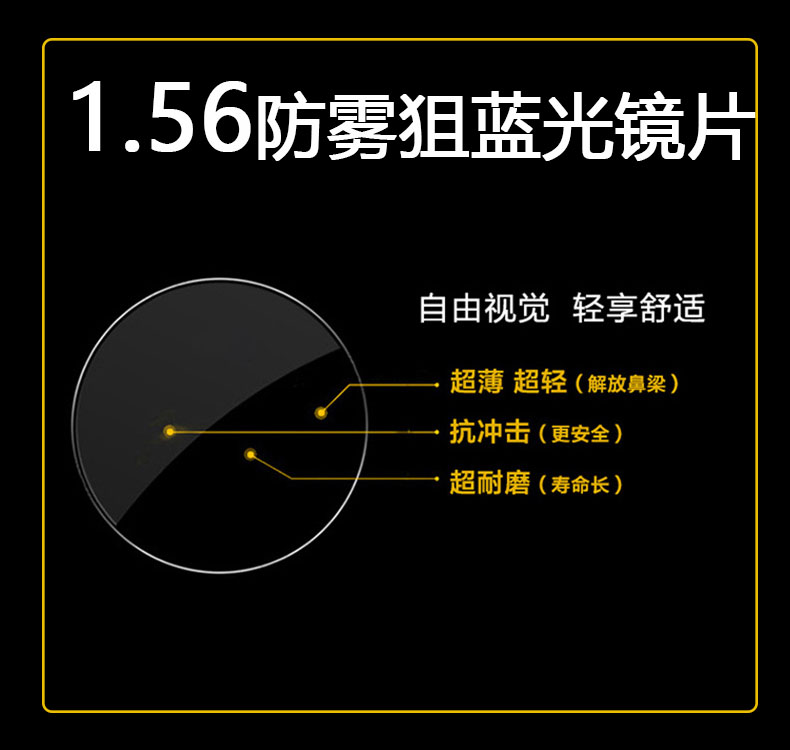 1.56防雾狙蓝光镜片
自由视觉 轻享舒适
超薄 超轻（解放鼻梁）
抗冲击（更安全）
超耐磨（寿命长）